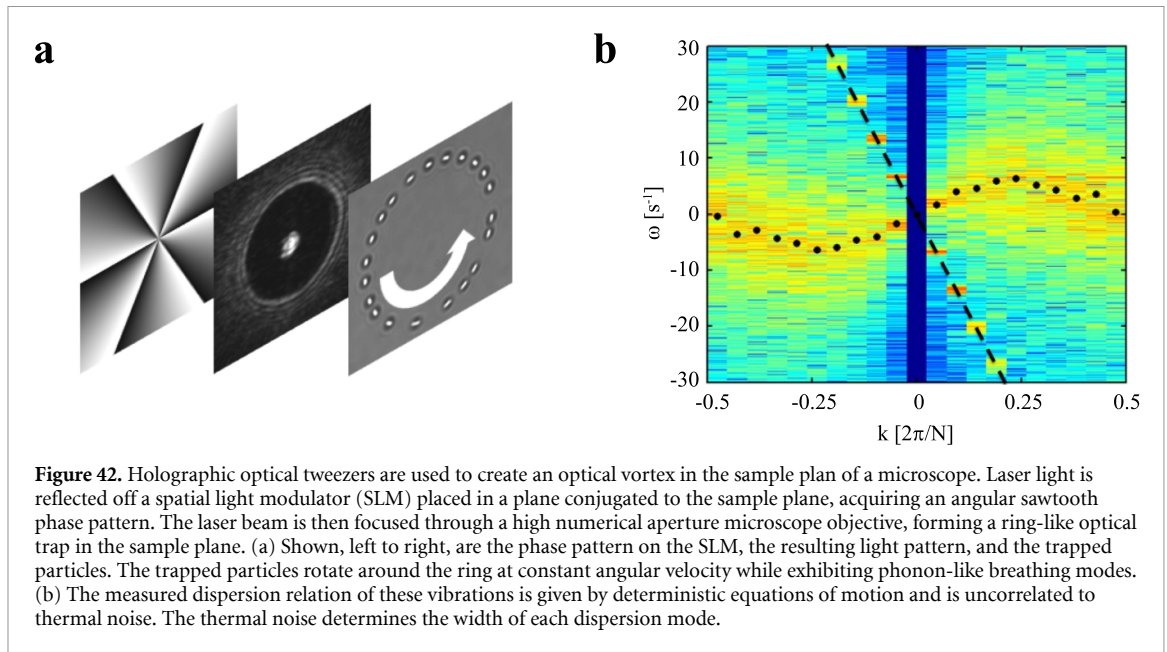 a
b
30
20
10
0
-10
-20
-30
ω [s⁻¹]
-0.5 -0.25 0 0.25 0.5
k [2π/N]
Figure 42. Holographic optical tweezers are used to create an optical vortex in the sample plan of a microscope. Laser light is
reflected off a spatial light modulator (SLM) placed in a plane conjugated to the sample plane, acquiring an angular sawtooth
phase pattern. The laser beam is then focused through a high numerical aperture microscope objective, forming a ring-like optical
trap in the sample plane. (a) Shown, left to right, are the phase pattern on the SLM, the resulting light pattern, and the trapped
particles. The trapped particles rotate around the ring at constant angular velocity while exhibiting phonon-like breathing modes.
(b) The measured dispersion relation of these vibrations is given by deterministic equations of motion and is uncorrelated to
thermal noise. The thermal noise determines the width of each dispersion mode.